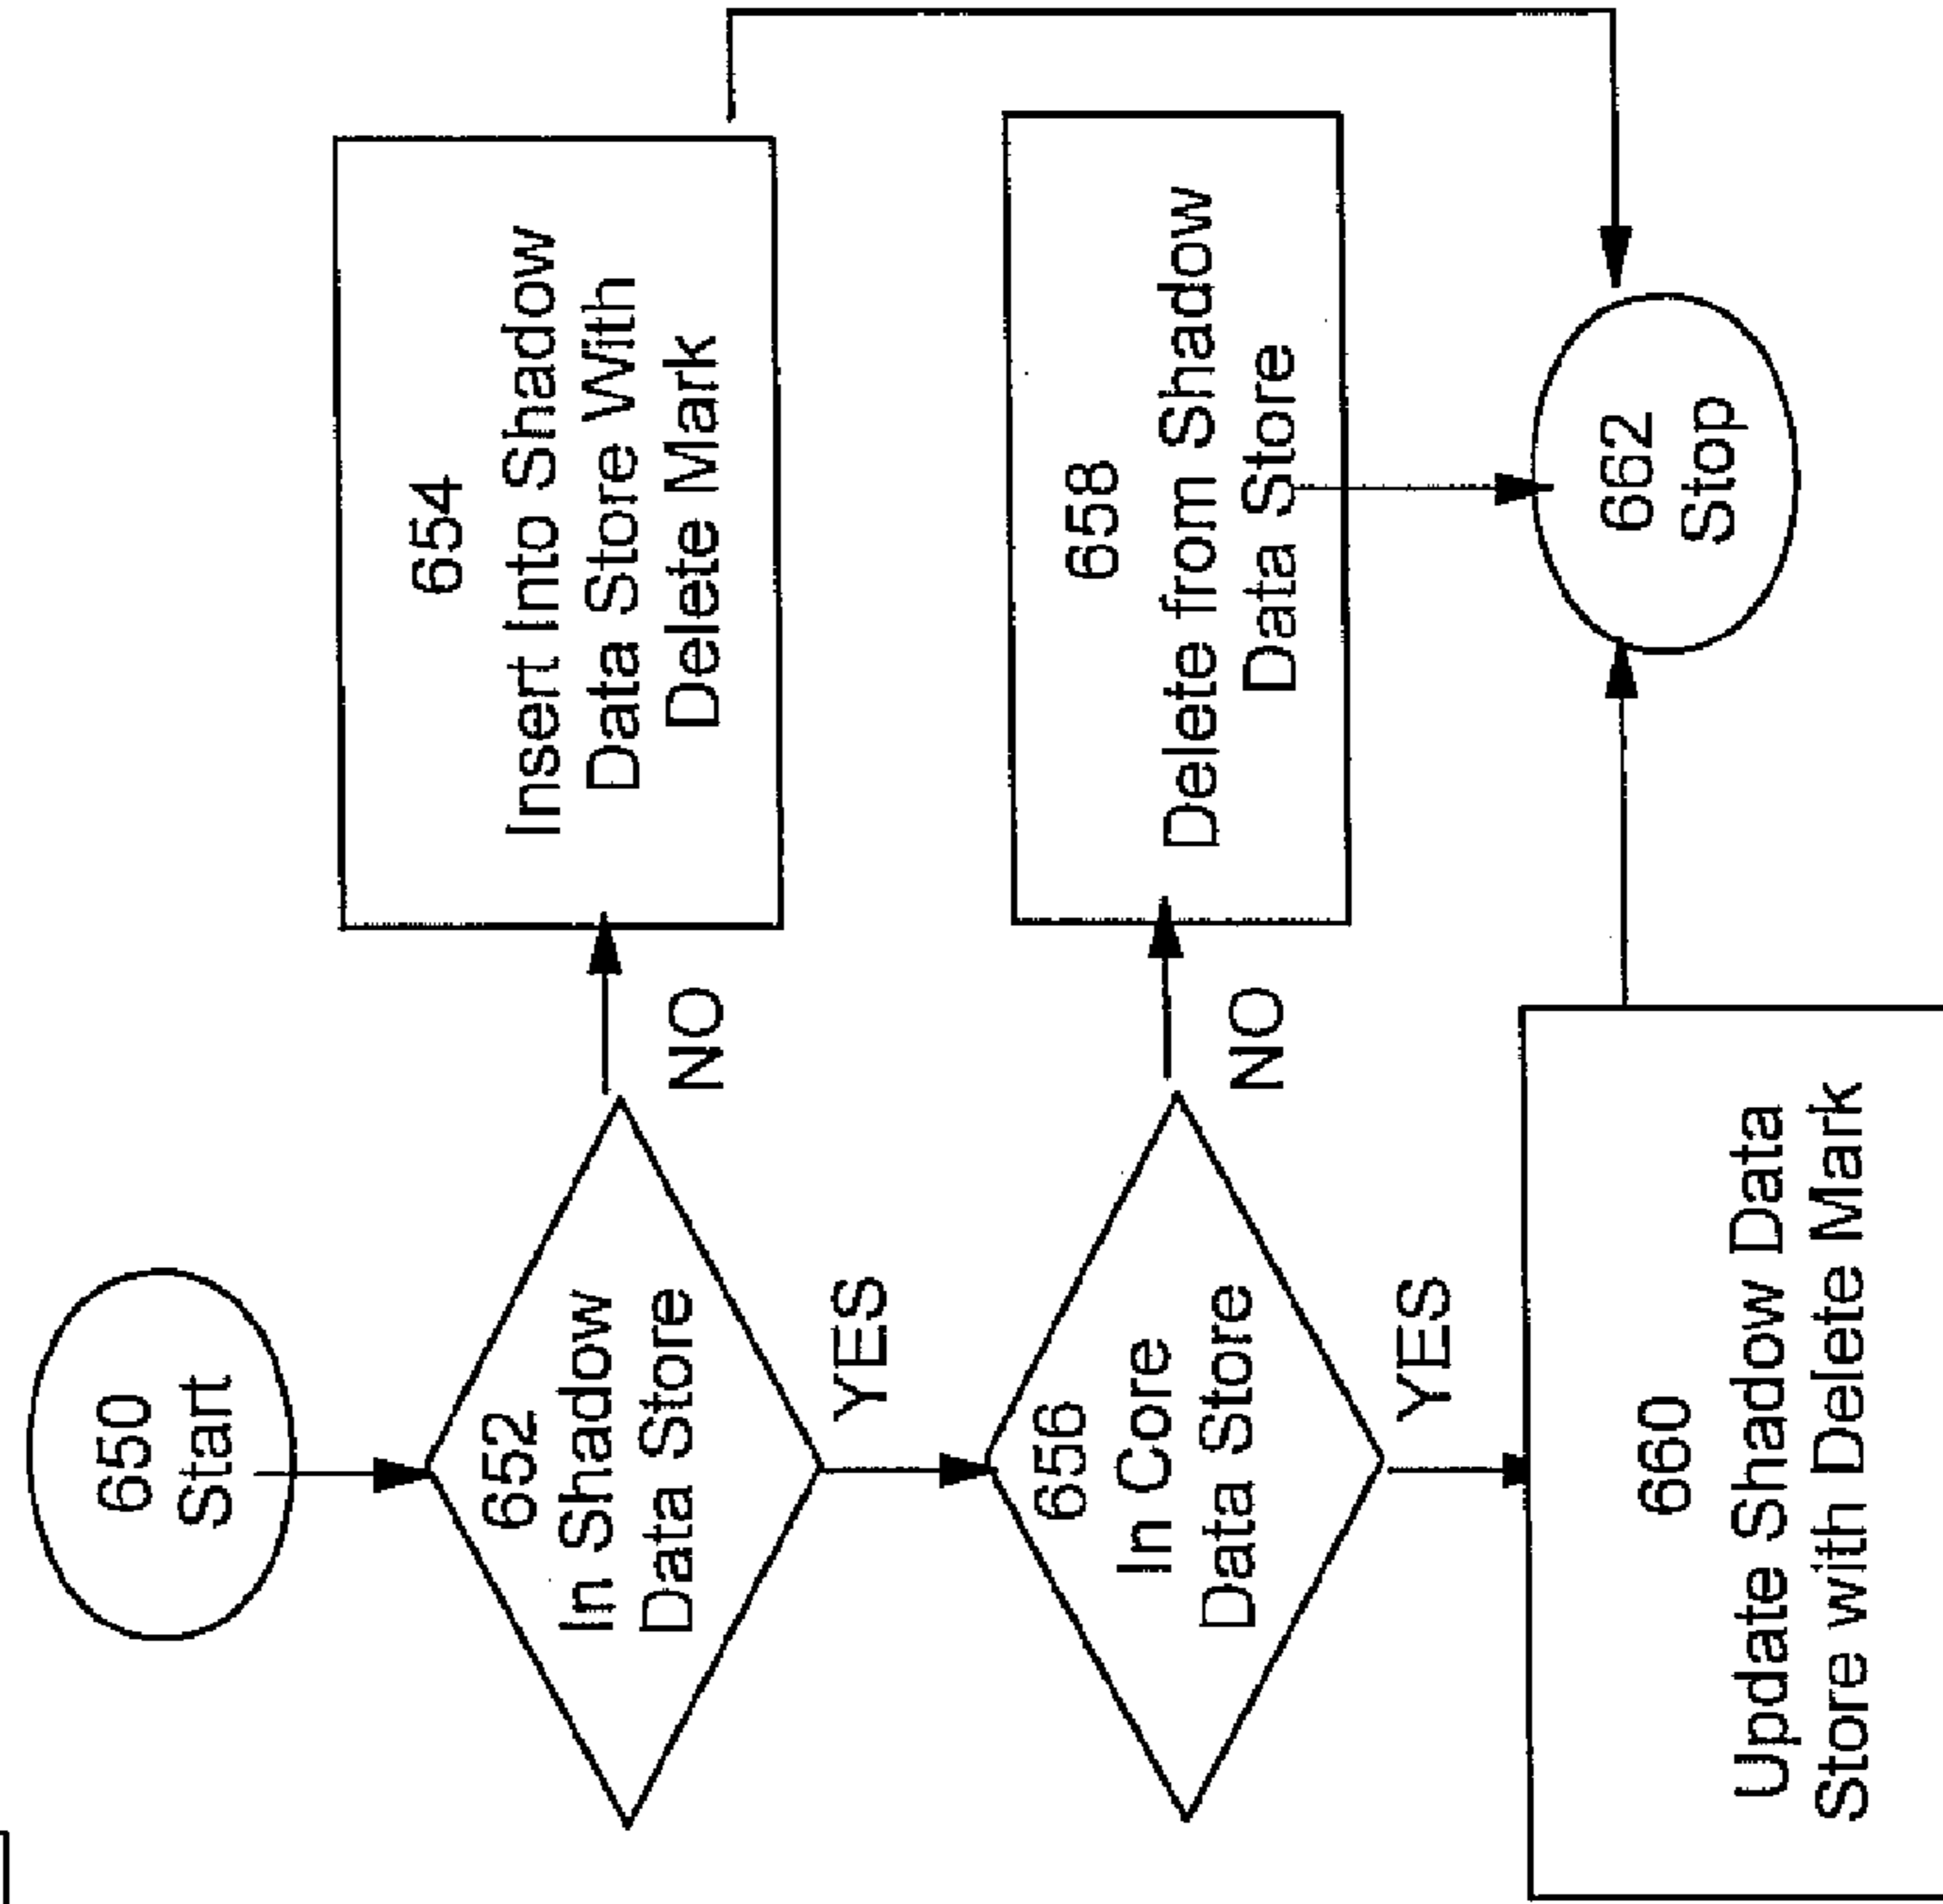 650
Start
652
In Shadow
Data Store
NO
654
Insert Into Shadow
Data Store With
Delete Mark
YES
656
In Core
Data Store
NO
658
Delete from Shadow
Data Store
YES
660
Update Shadow Data
Store with Delete Mark
662
Stop